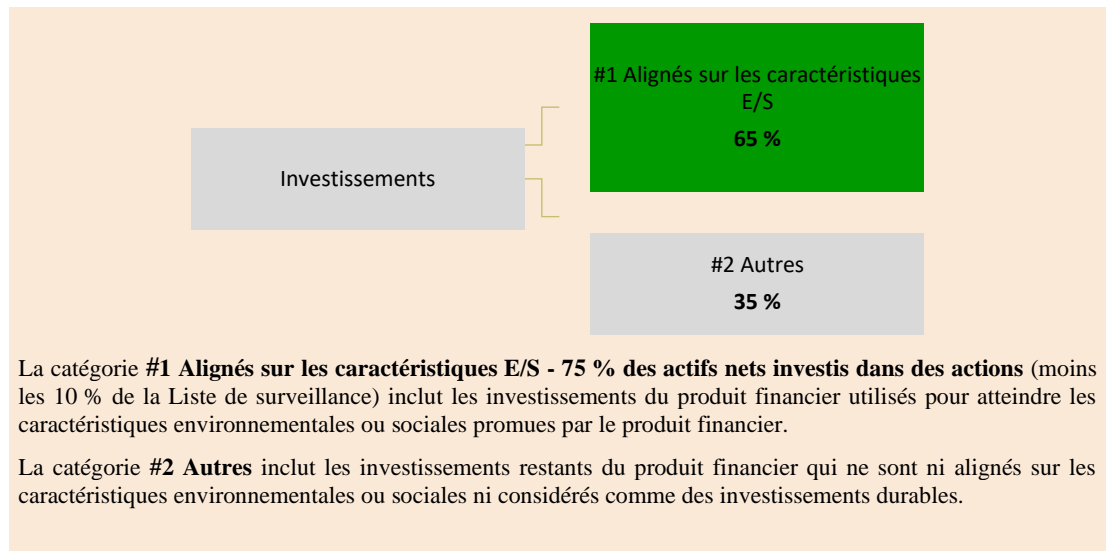 #1 Alignés sur les caractéristiques
E/S
65 %
Investissements
#2 Autres
35 %
La catégorie #1 Alignés sur les caractéristiques E/S - 75 % des actifs nets investis dans des actions (moins
les 10 % de la Liste de surveillance) inclut les investissements du produit financier utilisés pour atteindre les
caractéristiques environnementales ou sociales promues par le produit financier.
La catégorie #2 Autres inclut les investissements restants du produit financier qui ne sont ni alignés sur les
caractéristiques environnementales ou sociales ni considérés comme des investissements durables.